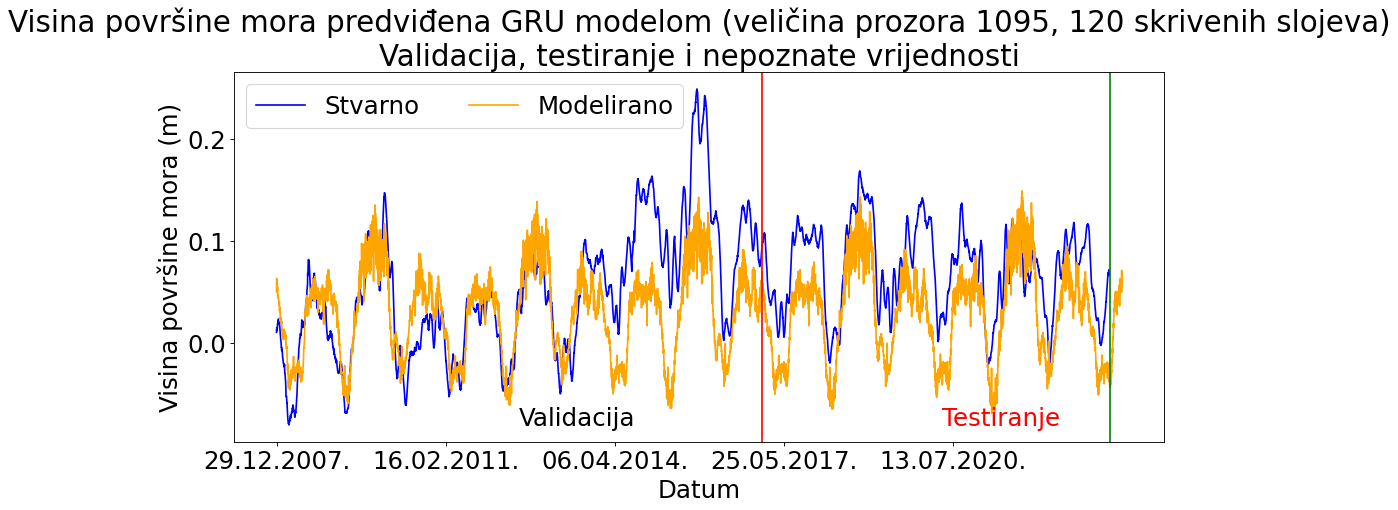 Visina površine mora predviđena GRU modelom (veličina prozora 1095, 120 skrivenih slojeva)
Validacija, testiranje i nepoznate vrijednosti
Stvarno
Modelirano
Visina površine mora (m)
0.2
0.1
0.0
Validacija
Testiranje
29.12.2007.
16.02.2011.
06.04.2014.
25.05.2017.
13.07.2020.
Datum